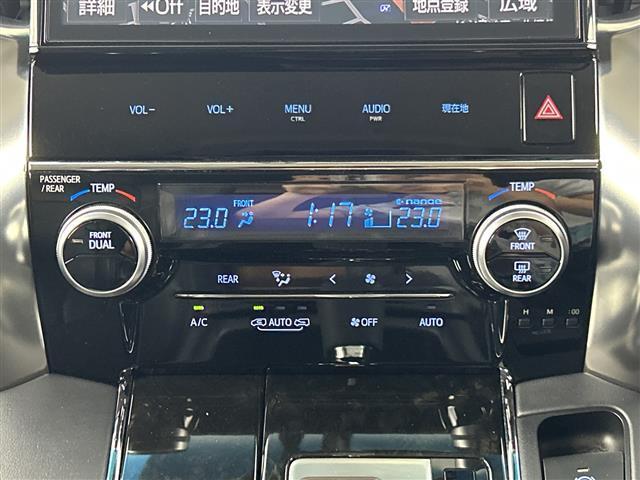 詳細 ◀◀Off 目的地 表示変更 地点登録 広域
VOL− VOL+ MENU AUDIO 現在地
CTRL PWR
PASSENGER
/REAR
TEMP TEMP
FRONT nanoe
23.0 1:17 23.0
FRONT
DUAL
FRONT
REAR
REAR < >
A/C AUTO OFF AUTO
H M :00